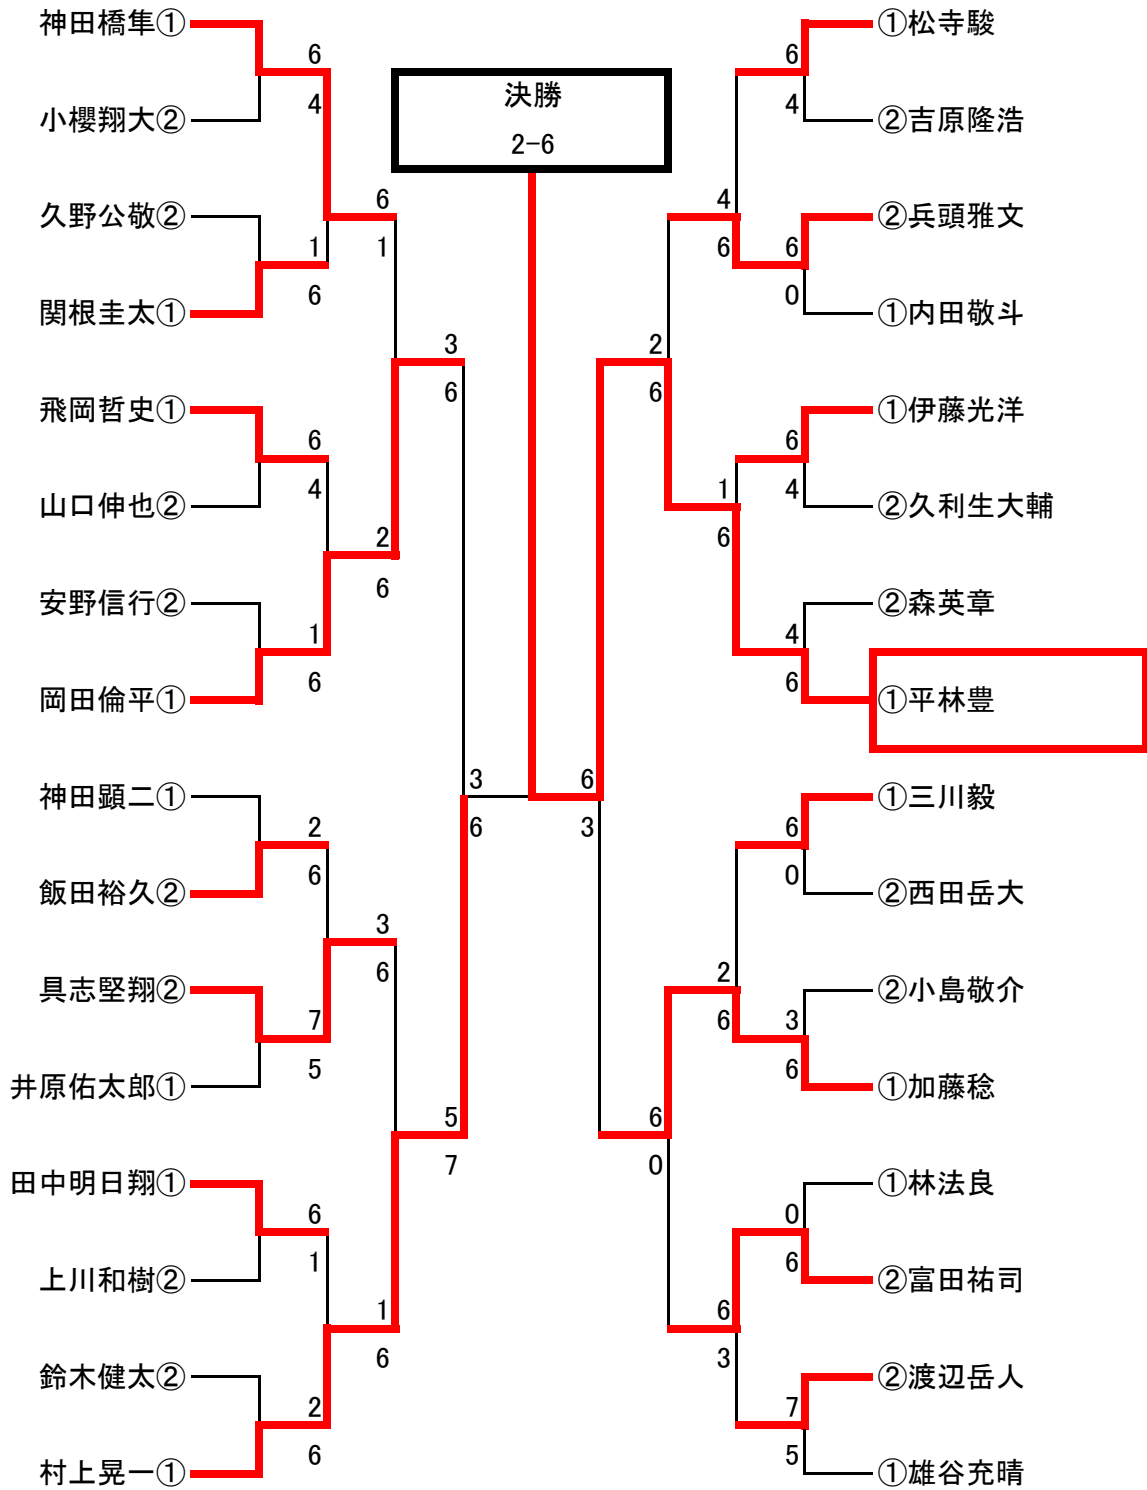 神田橋隼①
6
4
小櫻翔大②
6
1
久野公敬②
1
6
関根圭太①
3
6
飛岡哲史①
6
4
山口伸也②
2
6
安野信行②
1
6
岡田倫平①
3
6
神田顕二①
2
6
飯田裕久②
3
6
具志堅翔②
7
5
井原佑太郎①
5
7
田中明日翔①
6
1
上川和樹②
1
6
鈴木健太②
2
6
村上晃一①
決勝
2-6
①松寺駿
6
4
②吉原隆浩
4
6
②兵頭雅文
6
0
①内田敬斗
2
6
①伊藤光洋
6
4
②久利生大輔
1
6
②森英章
4
6
①平林豊
6
3
①三川毅
6
0
②西田岳大
2
6
②小島敬介
3
6
①加藤稔
6
0
①林法良
0
6
②富田祐司
6
3
②渡辺岳人
7
5
①雄谷充晴